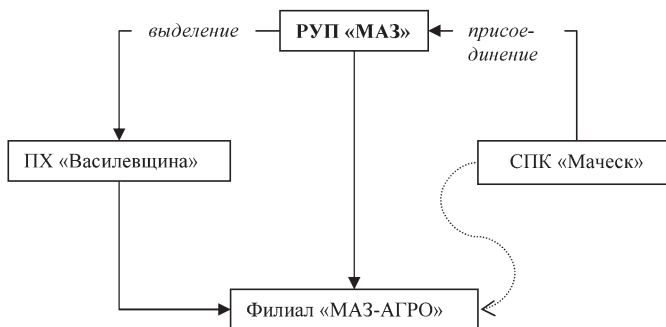 выделение
РУП «МАЗ»
присое-
динение
ПХ «Василевщина»
СПК «Маческ»
Филиал «МАЗ-АГРО»